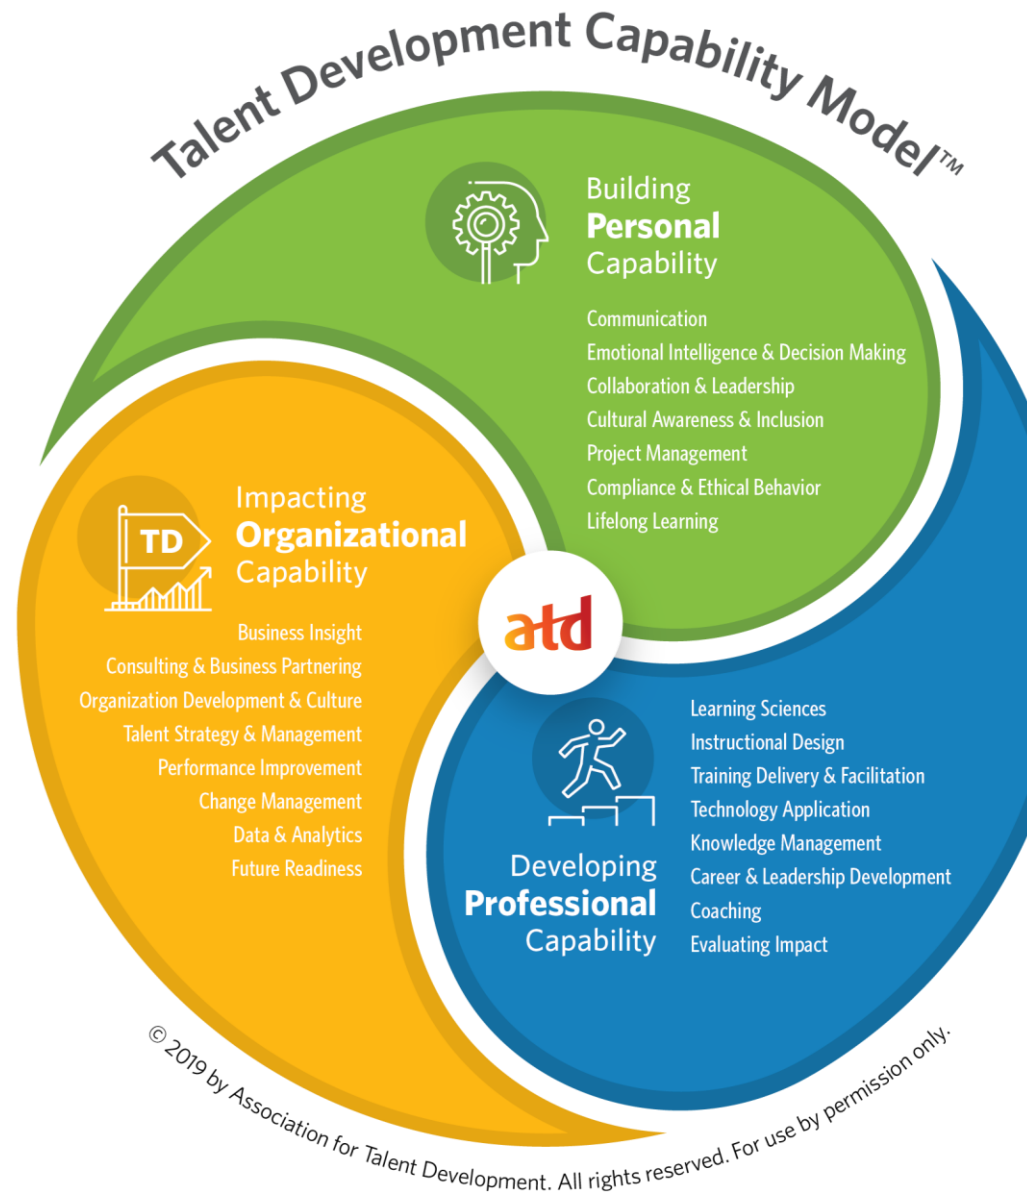 Talent Development Capability Model™
Building
Personal
Capability
Communication
Emotional Intelligence & Decision Making
Collaboration & Leadership
Cultural Awareness & Inclusion
Project Management
Compliance & Ethical Behavior
Lifelong Learning
TD
Impacting
Organizational
Capability
Business Insight
Consulting & Business Partnering
Organization Development & Culture
Talent Strategy & Management
Performance Improvement
Change Management
Data & Analytics
Future Readiness
atd
Developing
Professional
Capability
Learning Sciences
Instructional Design
Training Delivery & Facilitation
Technology Application
Knowledge Management
Career & Leadership Development
Coaching
Evaluating Impact
© 2019 by Association for Talent Development. All rights reserved. For use by permission only.